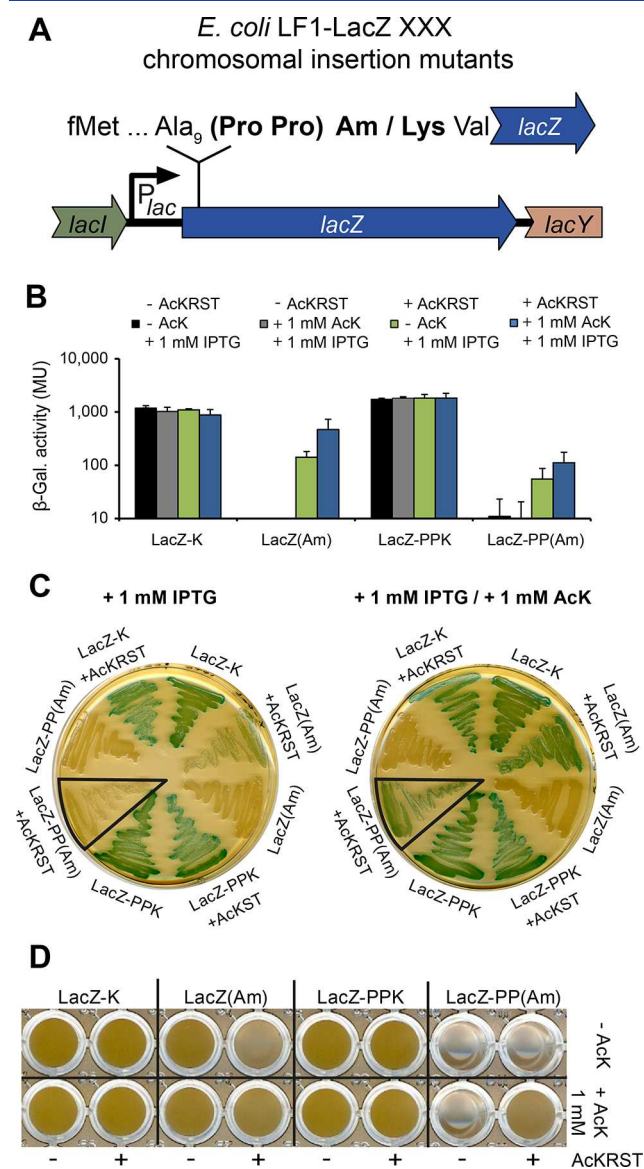 A
E. coli LF1-LacZ XXX
chromosomal insertion mutants
fMet ... Ala9 (Pro Pro) Am / Lys Val lacZ
Plac
lacI
lacZ
lacY
B
- AcKRST
- AcK
+ 1 mM IPTG
- AcKRST
+ 1 mM AcK
+ 1 mM IPTG
+ AcKRST
- AcK
+ 1 mM IPTG
+ AcKRST
+ 1 mM AcK
+ 1 mM IPTG
β-Gal. activity (MU)
10,000
1,000
100
10
LacZ-K
LacZ(Am)
LacZ-PPK
LacZ-PP(Am)
C
+ 1 mM IPTG
LacZ-K
+AcKRST
LacZ-K
LacZ(Am)
+AcKRST
LacZ(Am)
LacZ-PPK
+AcKST
LacZ-PPK
LacZ-PP(Am)
+AcKRST
LacZ-PP(Am)
+ 1 mM IPTG / + 1 mM AcK
LacZ-K
+AcKRST
LacZ-K
LacZ(Am)
+AcKRST
LacZ(Am)
LacZ-PPK
+AcKST
LacZ-PPK
LacZ-PP(Am)
+AcKRST
LacZ-PP(Am)
D
LacZ-K
LacZ(Am)
LacZ-PPK
LacZ-PP(Am)
- AcK
+ AcK
1 mM
- + - + - + - + AcKRST